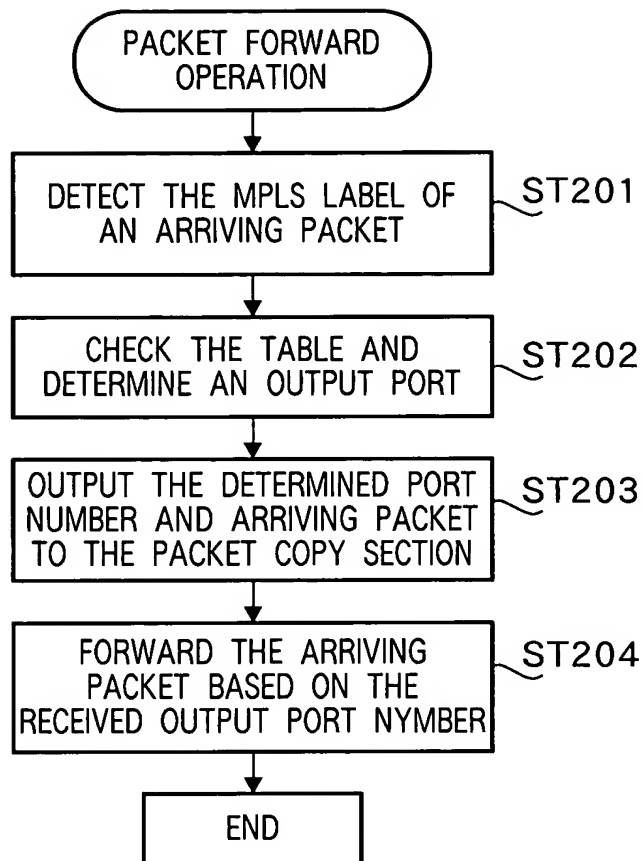 PACKET FORWARD
OPERATION
DETECT THE MPLS LABEL OF
AN ARRIVING PACKET
ST201
CHECK THE TABLE AND
DETERMINE AN OUTPUT PORT
ST202
OUTPUT THE DETERMINED PORT
NUMBER AND ARRIVING PACKET
TO THE PACKET COPY SECTION
ST203
FORWARD THE ARRIVING
PACKET BASED ON THE
RECEIVED OUTPUT PORT NYMBER
ST204
END